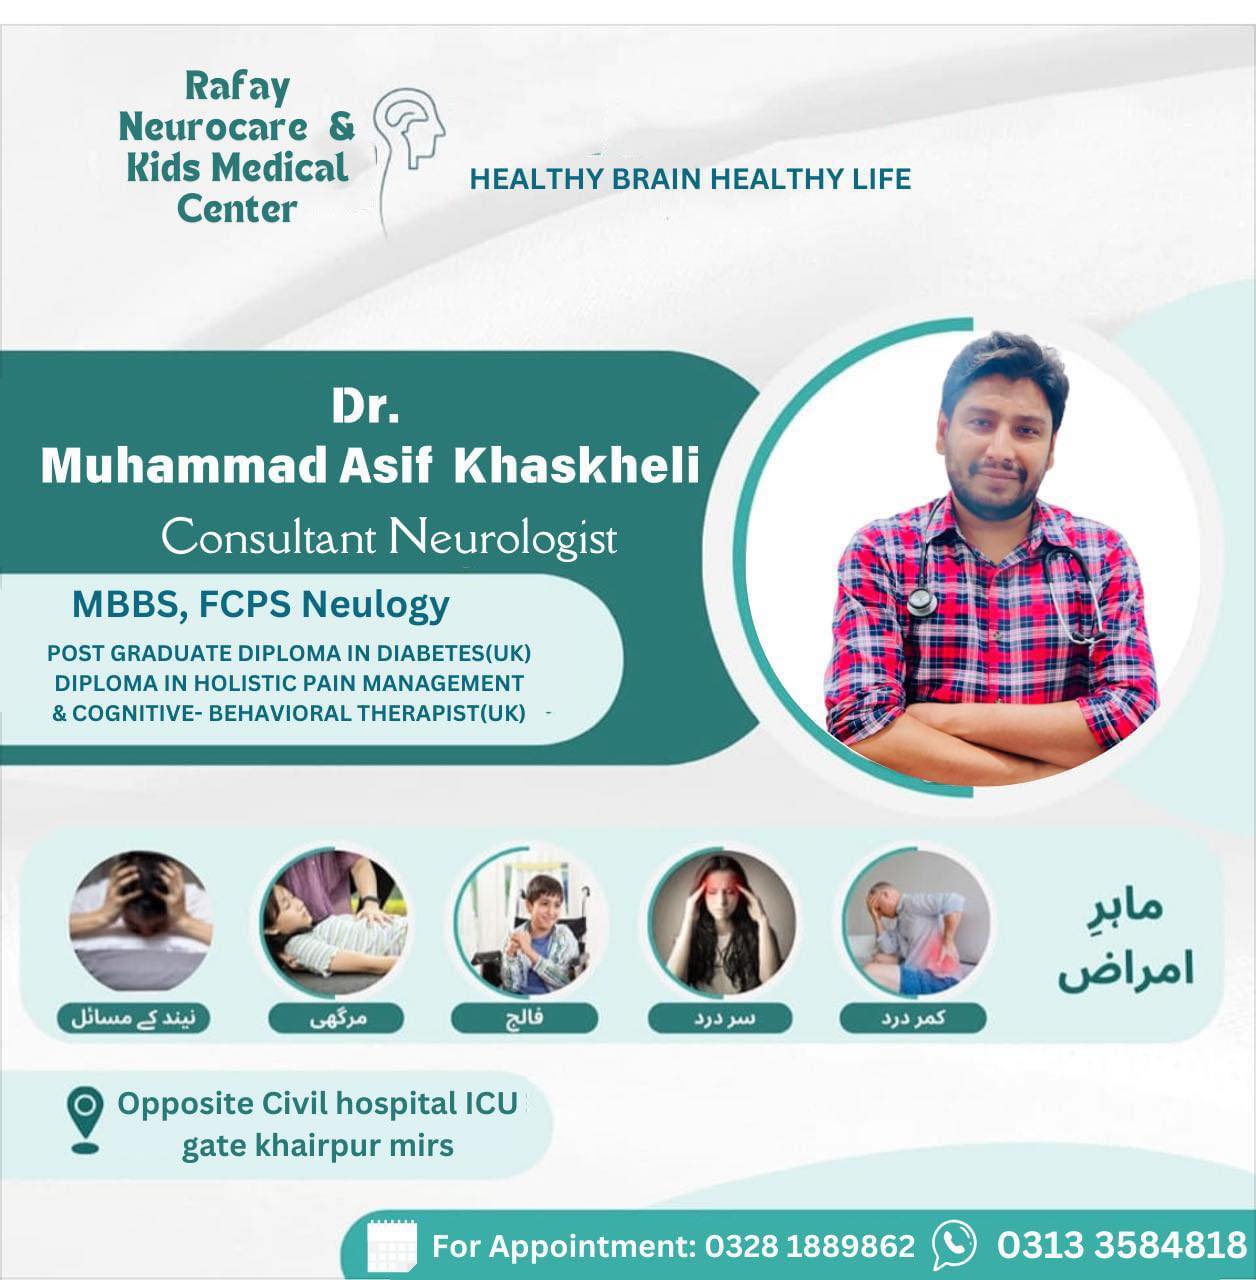 Rafay
Neurocare &
Kids Medical
Center
HEALTHY BRAIN HEALTHY LIFE
Dr.
Muhammad Asif Khaskheli
Consultant Neurologist
MBBS, FCPS Neulogy
POST GRADUATE DIPLOMA IN DIABETES(UK)
DIPLOMA IN HOLISTIC PAIN MANAGEMENT
& COGNITIVE- BEHAVIORAL THERAPIST(UK) -
ماہرِ
امراض
کمر درد
سر درد
فالج
مرگھی
نیند کے مسائل
Opposite Civil hospital ICU
gate khairpur mirs
For Appointment: 0328 1889862 0313 3584818